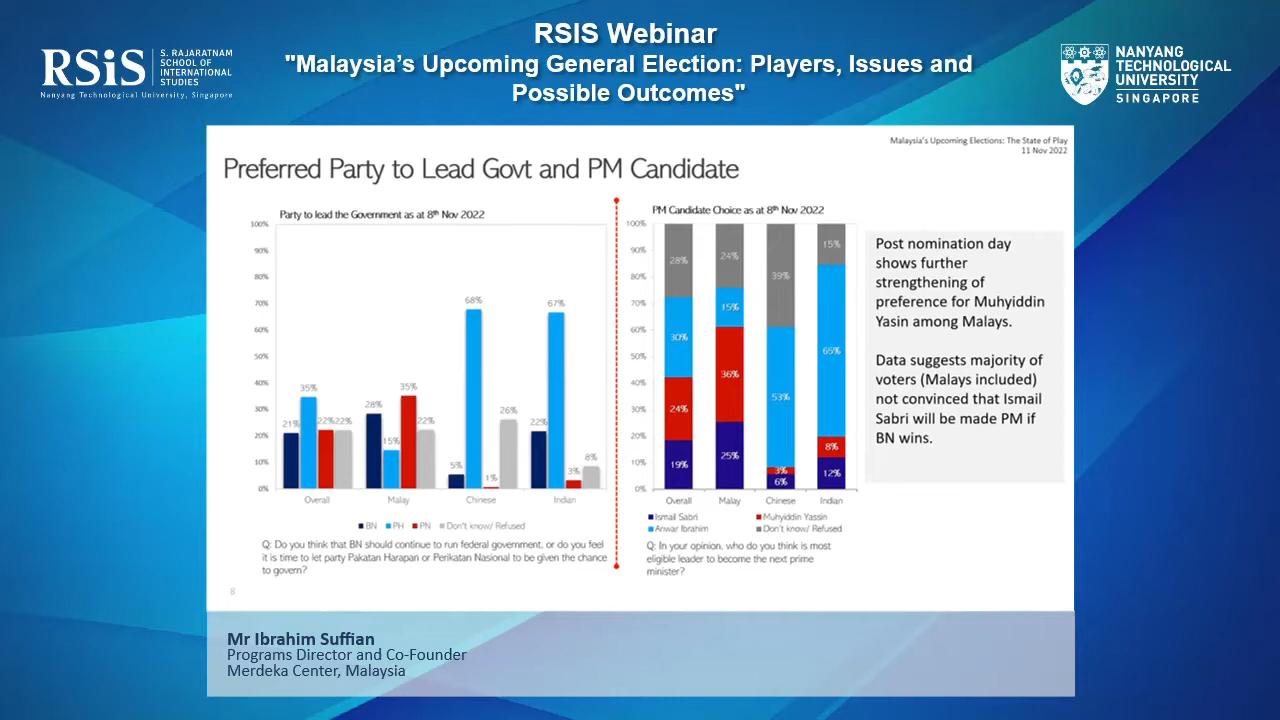 RSIS Webinar
"Malaysia’s Upcoming General Election: Players, Issues and
Possible Outcomes"
RSiS
S. RAJARATNAM
SCHOOL OF
INTERNATIONAL
STUDIES
Nanyang Technological University, Singapore
NANYANG
TECHNOLOGICAL
UNIVERSITY
SINGAPORE
Malaysia’s Upcoming Elections: The State of Play
11 Nov 2022
Preferred Party to Lead Govt and PM Candidate
Party to lead the Government as at 8th Nov 2022
100%
90%
80%
70%
60%
50%
40%
30%
20%
10%
0%
21%
35%
22%
22%
28%
15%
35%
22%
5%
68%
1%
26%
22%
67%
3%
8%
Overall
Malay
Chinese
Indian
BN
PH
PN
Don't know/ Refused
Q: Do you think that BN should continue to run federal government, or do you feel
it is time to let party Pakatan Harapan or Perikatan Nasional to be given the chance
to govern?
8
PM Candidate Choice as at 8th Nov 2022
100%
90%
80%
70%
60%
50%
40%
30%
20%
10%
0%
28%
30%
24%
19%
24%
15%
36%
25%
39%
53%
3%
6%
15%
65%
8%
12%
Overall
Malay
Chinese
Indian
Ismail Sabri
Muhyiddin Yassin
Anwar Ibrahim
Don't know/ Refused
Q: In your opinion, who do you think is most
eligible leader to become the next prime
minister?
Post nomination day
shows further
strengthening of
preference for Muhyiddin
Yasin among Malays.
Data suggests majority of
voters (Malays included)
not convinced that Ismail
Sabri will be made PM if
BN wins.
Mr Ibrahim Suffian
Programs Director and Co-Founder
Merdeka Center, Malaysia